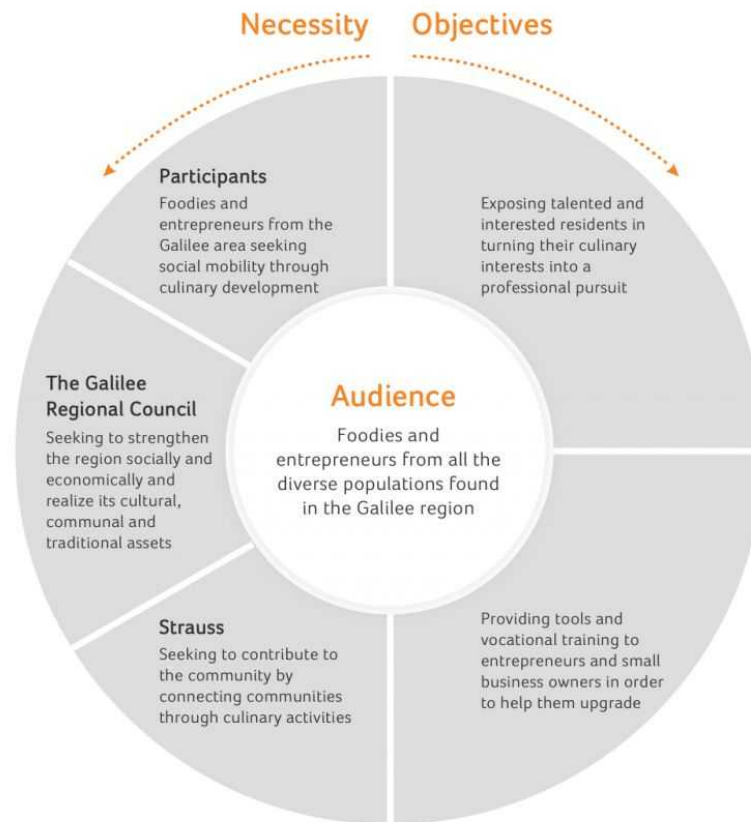 Necessity
Objectives
Participants
Foodies and
entrepreneurs from the
Galilee area seeking
social mobility through
culinary development
Exposing talented and
interested residents in
turning their culinary
interests into a
professional pursuit
The Galilee
Regional Council
Seeking to strengthen
the region socially and
economically and
realize its cultural,
communal and
traditional assets
Audience
Foodies and
entrepreneurs from all the
diverse populations found
in the Galilee region
Strauss
Seeking to contribute to
the community by
connecting communities
through culinary activities
Providing tools and
vocational training to
entrepreneurs and small
business owners in order
to help them upgrade